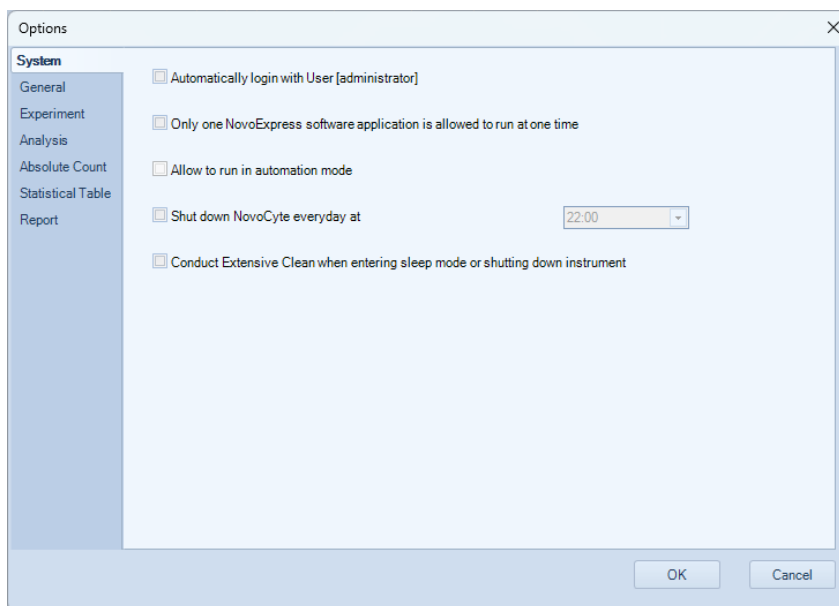 Options
System
General
Experiment
Analysis
Absolute Count
Statistical Table
Report
Automatically login with User [administrator]
Only one NovoExpress software application is allowed to run at one time
Allow to run in automation mode
Shut down NovoCyte everyday at 22:00
Conduct Extensive Clean when entering sleep mode or shutting down instrument
OK Cancel